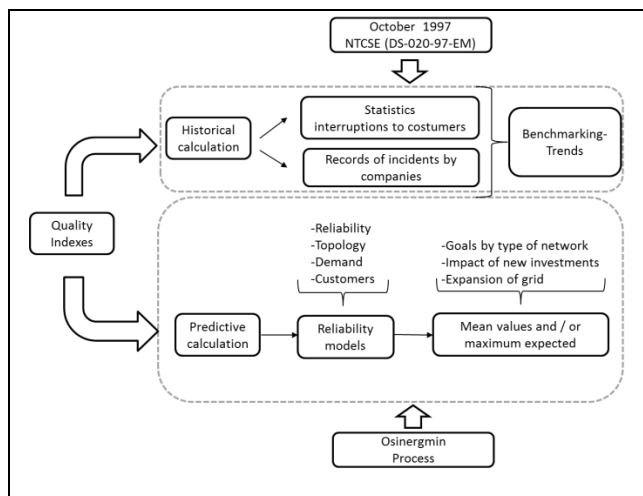 October 1997
NTCSE (DS-020-97-EM)
Historical
calculation
Statistics
interruptions to costumers
Records of incidents by
companies
Benchmarking-
Trends
Quality
Indexes
-Reliability
-Topology
-Demand
-Customers
-Goals by type of network
-Impact of new investments
-Expansion of grid
Predictive
calculation
Reliability
models
Mean values and / or
maximum expected
Osinergmin
Process